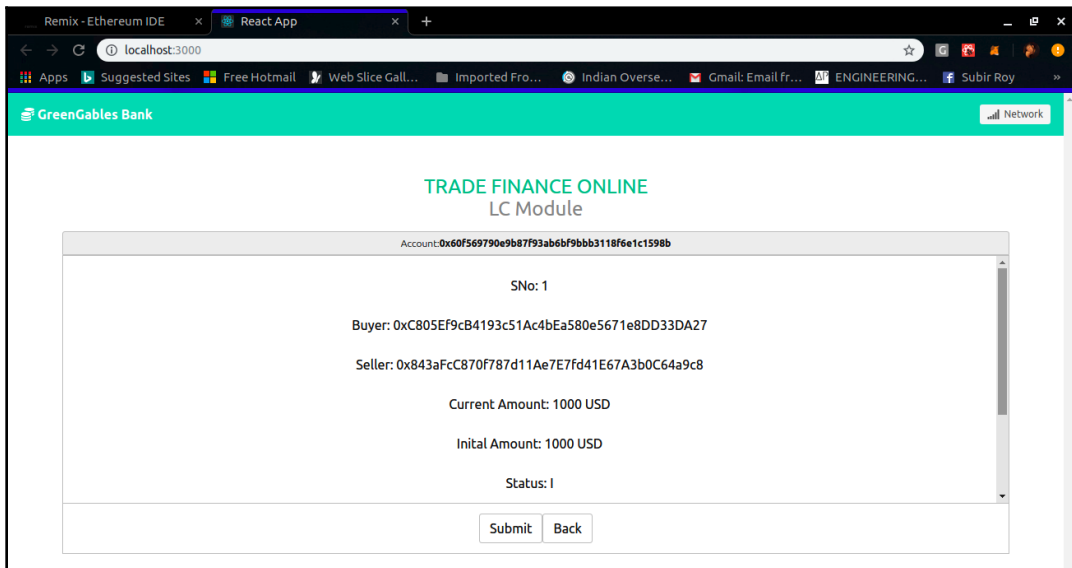 Remix - Ethereum IDE × React App × +
localhost:3000
Apps Suggested Sites Free Hotmail Web Slice Gall... Imported Fro... Indian Overse... Gmail: Email fr... ENGINEERING... Subir Roy »
GreenGables Bank Network
TRADE FINANCE ONLINE
LC Module
Account:0x60f569790e9b87f93ab6bf9bbb3118f6e1c1598b
SNo: 1
Buyer: 0xC805Ef9cB4193c51Ac4bEa580e5671e8DD33DA27
Seller: 0x843aFcC870f787d11Ae7E7fd41E67A3b0C64a9c8
Current Amount: 1000 USD
Inital Amount: 1000 USD
Status: I
Submit Back